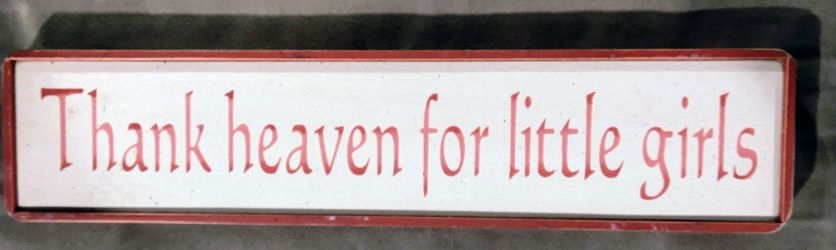 Thank heaven for little girls